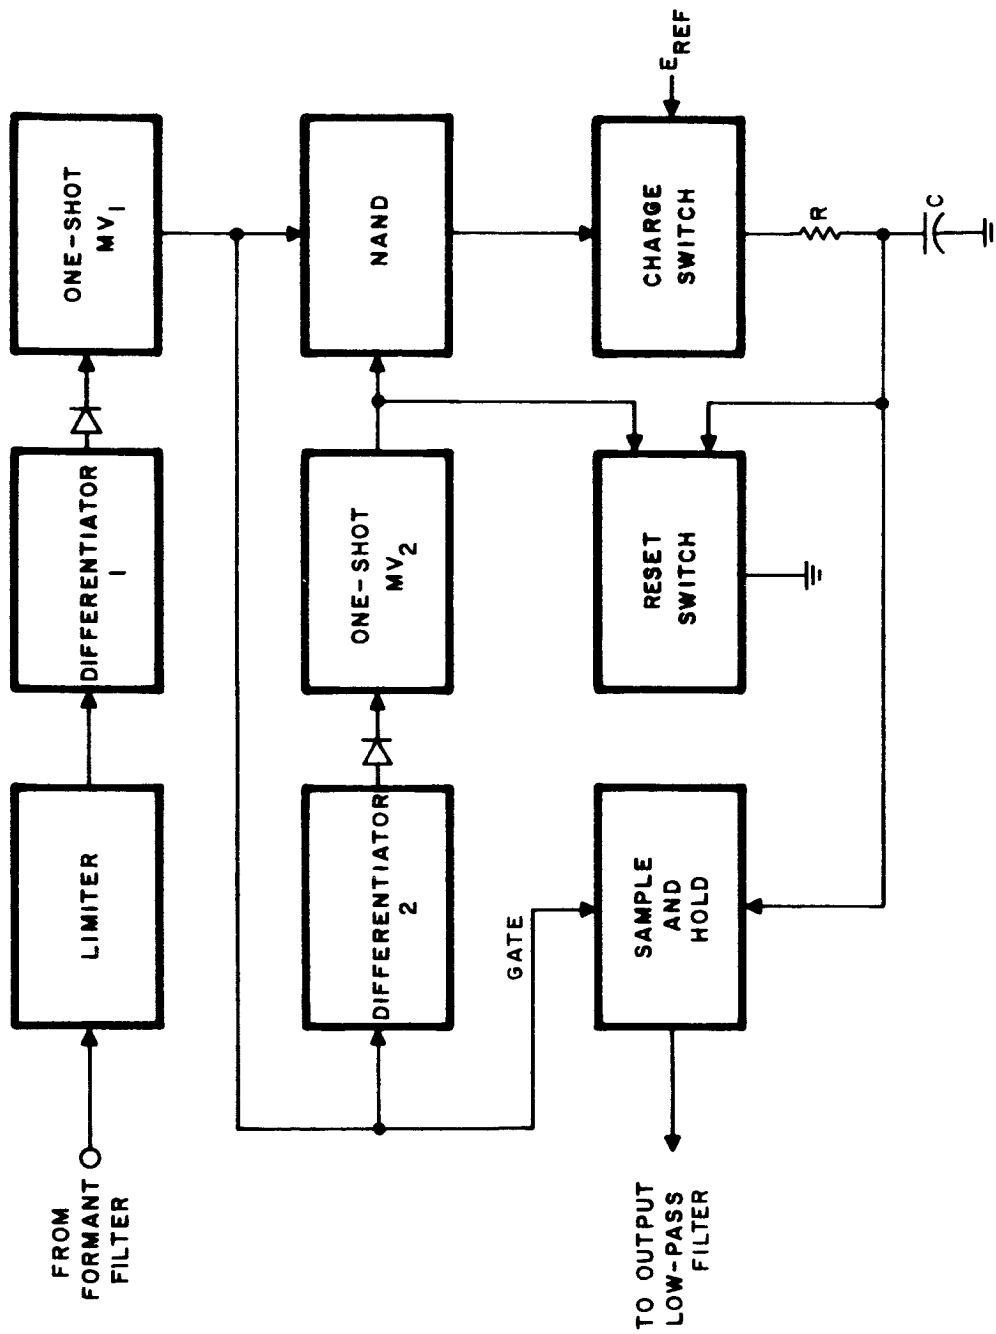 FROM
FORMANT
FILTER
LIMITER
DIFFERENTIATOR
1
ONE-SHOT
MV1
DIFFERENTIATOR
2
ONE-SHOT
MV2
NAND
GATE
SAMPLE
AND
HOLD
RESET
SWITCH
CHARGE
SWITCH
EREF
R
C
TO OUTPUT
LOW-PASS
FILTER